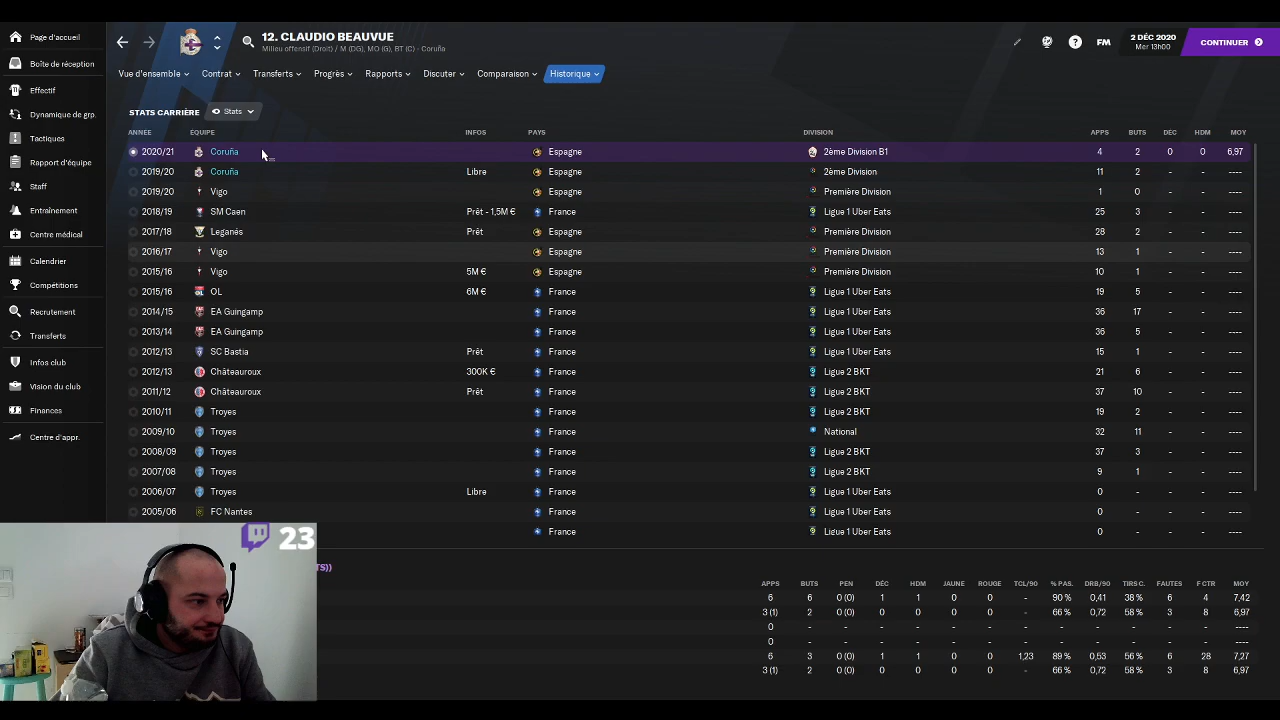 12. CLAUDIO BEAUVUE
Milieu offensif (Droit) / M (DG), MO (G), BT (C) - Coruña
FM
2 DÉC 2020
Mer 13h00
CONTINUER
Page d'accueil
Boîte de réception
Effectif
Dynamique de grp.
Tactiques
Rapport d'équipe
Staff
Entraînement
Centre médical
Calendrier
Compétitions
Recrutement
Transferts
Infos club
Vision du club
Finances
Centre d'appr.
Vue d'ensemble Contrat Transferts Progrès Rapports Discuter Comparaison Historique
STATS CARRIÈRE Stats
ANNÉE ÉQUIPE INFOS PAYS DIVISION APPS BUTS DÉC HDM MOY
2020/21 Coruña Espagne 2ème Division B1 4 2 0 0 6,97
2019/20 Coruña Libre Espagne 2ème Division 11 2 - - ----
2019/20 Vigo Espagne Première Division 1 0 - - ----
2018/19 SM Caen Prêt - 1,5M € France Ligue 1 Uber Eats 25 3 - - ----
2017/18 Leganés Prêt Espagne Première Division 28 2 - - ----
2016/17 Vigo Espagne Première Division 13 1 - - ----
2015/16 Vigo 5M € Espagne Première Division 10 1 - - ----
2015/16 OL 6M € France Ligue 1 Uber Eats 19 5 - - ----
2014/15 EA Guingamp France Ligue 1 Uber Eats 36 17 - - ----
2013/14 EA Guingamp France Ligue 1 Uber Eats 36 5 - - ----
2012/13 SC Bastia Prêt France Ligue 1 Uber Eats 15 1 - - ----
2012/13 Châteauroux 300K € France Ligue 2 BKT 21 6 - - ----
2011/12 Châteauroux Prêt France Ligue 2 BKT 37 10 - - ----
2010/11 Troyes France Ligue 2 BKT 19 2 - - ----
2009/10 Troyes France National 32 11 - - ----
2008/09 Troyes France Ligue 2 BKT 37 3 - - ----
2007/08 Troyes France Ligue 2 BKT 9 1 - - ----
2006/07 Troyes Libre France Ligue 1 Uber Eats 0 - - - ----
2005/06 FC Nantes France Ligue 1 Uber Eats 0 - - - ----
France Ligue 1 Uber Eats 0 - - - ----
23
TS))
APPS BUTS PEN DÉC HDM JAUNE ROUGE TCL/90 % PAS. DRB/90 TIRS C. FAUTES F CTR MOY
6 6 0 (0) 1 1 0 0 - 90 % 0,41 38 % 6 4 7,42
3 (1) 2 0 (0) 0 0 0 0 - 66 % 0,72 58 % 3 8 6,97
0 - - - - - - - - - - - - ----
0 - - - - - - - - - - - - ----
6 3 0 (0) 1 1 0 0 1,23 89 % 0,53 56 % 6 28 7,27
3 (1) 2 0 (0) 0 0 0 0 - 66 % 0,72 58 % 3 8 6,97